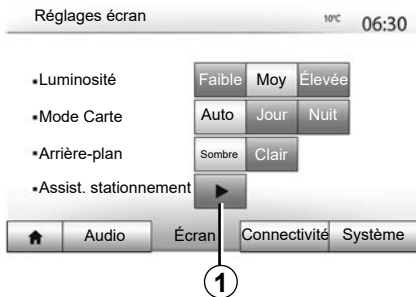 Réglages écran 10°C 06:30
•Luminosité Faible Moy Élevée
•Mode Carte Auto Jour Nuit
•Arrière-plan Sombre Clair
•Assist. stationnement
Audio Écran Connectivité Système
1